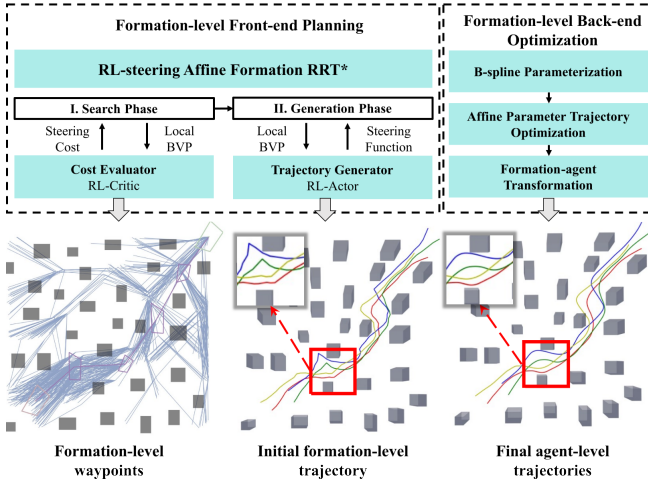 Formation-level Front-end Planning
RL-steering Affine Formation RRT*
I. Search Phase
II. Generation Phase
Steering
Cost
Local
BVP
Local
BVP
Steering
Function
Cost Evaluator
RL-Critic
Trajectory Generator
RL-Actor
Formation-level Back-end
Optimization
B-spline Parameterization
Affine Parameter Trajectory
Optimization
Formation-agent
Transformation
Formation-level
waypoints
Initial formation-level
trajectory
Final agent-level
trajectories